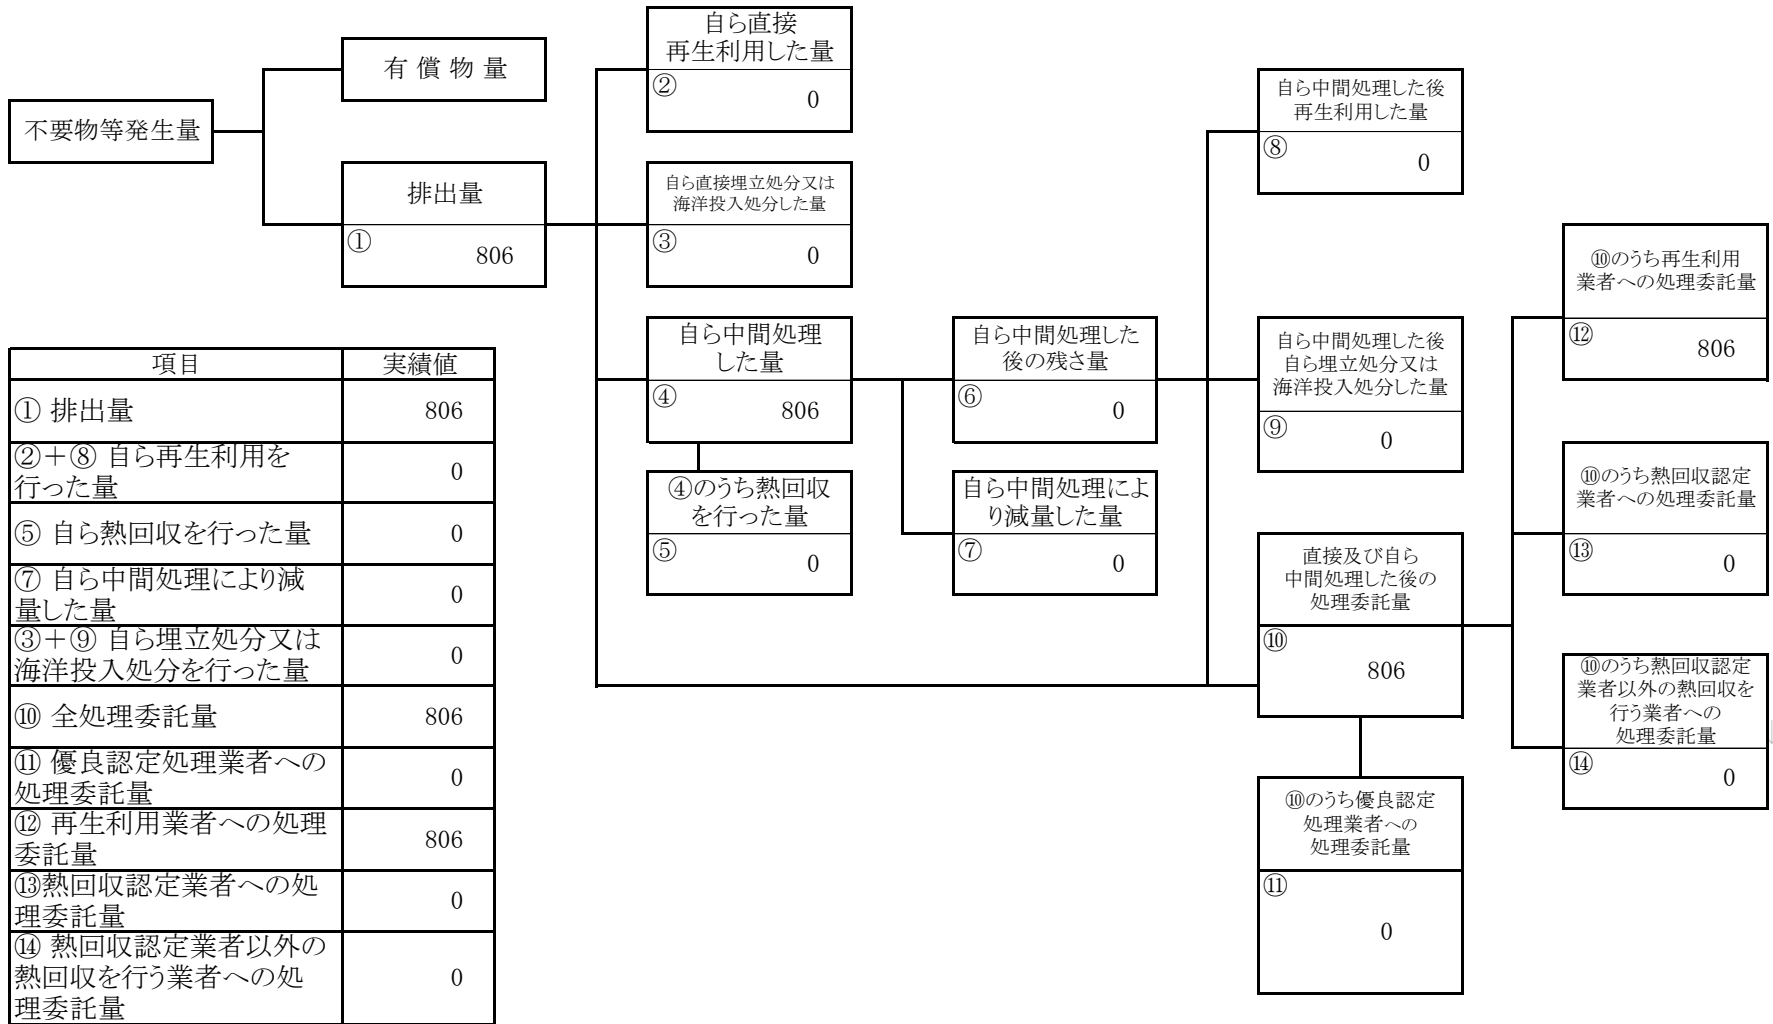 不要物等発生量
有 償 物 量
排出量
①
806
自ら直接
再生利用した量
②
0
自ら直接埋立処分又は
海洋投入処分した量
③
0
自ら中間処理
した量
④
806
④のうち熱回収
を行った量
⑤
0
自ら中間処理した
後の残さ量
⑥
0
自ら中間処理によ
り減量した量
⑦
0
自ら中間処理した後
再生利用した量
⑧
0
自ら中間処理した後
自ら埋立処分又は
海洋投入処分した量
⑨
0
直接及び自ら
中間処理した後の
処理委託量
⑩
806
⑩のうち優良認定
処理業者への
処理委託量
⑪
0
⑩のうち再生利用
業者への処理委託量
⑫
806
⑩のうち熱回収認定
業者への処理委託量
⑬
0
⑩のうち熱回収認定
業者以外の熱回収を
行う業者への
処理委託量
⑭
0
項目 実績値
① 排出量 806
②＋⑧ 自ら再生利用を
行った量 0
⑤ 自ら熱回収を行った量 0
⑦ 自ら中間処理により減
量した量 0
③＋⑨ 自ら埋立処分又は
海洋投入処分を行った量 0
⑩ 全処理委託量 806
⑪ 優良認定処理業者への
処理委託量 0
⑫ 再生利用業者への処理
委託量 806
⑬熱回収認定業者への処
理委託量 0
⑭ 熱回収認定業者以外の
熱回収を行う業者への処
理委託量 0